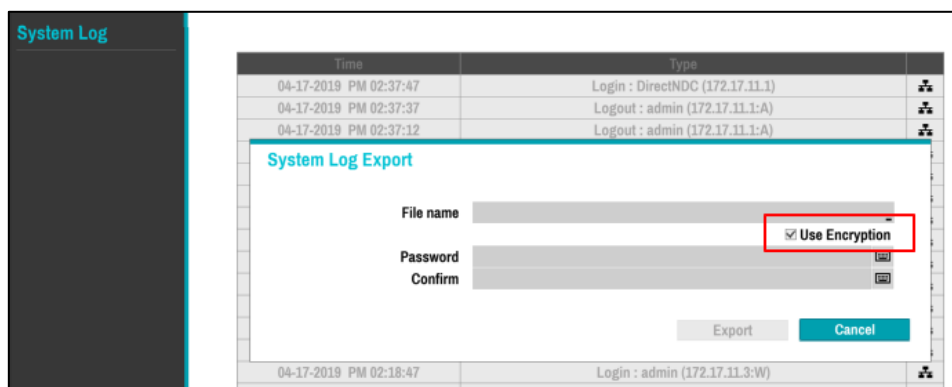 System Log
Time Type
04-17-2019 PM 02:37:47 Login : DirectNDC (172.17.11.1)
04-17-2019 PM 02:37:37 Logout : admin (172.17.11.1:A)
04-17-2019 PM 02:37:12 Logout : admin (172.17.11.1:A)
System Log Export
File name
Use Encryption
Password
Confirm
Export Cancel
04-17-2019 PM 02:18:47 Login : admin (172.17.11.3:W)